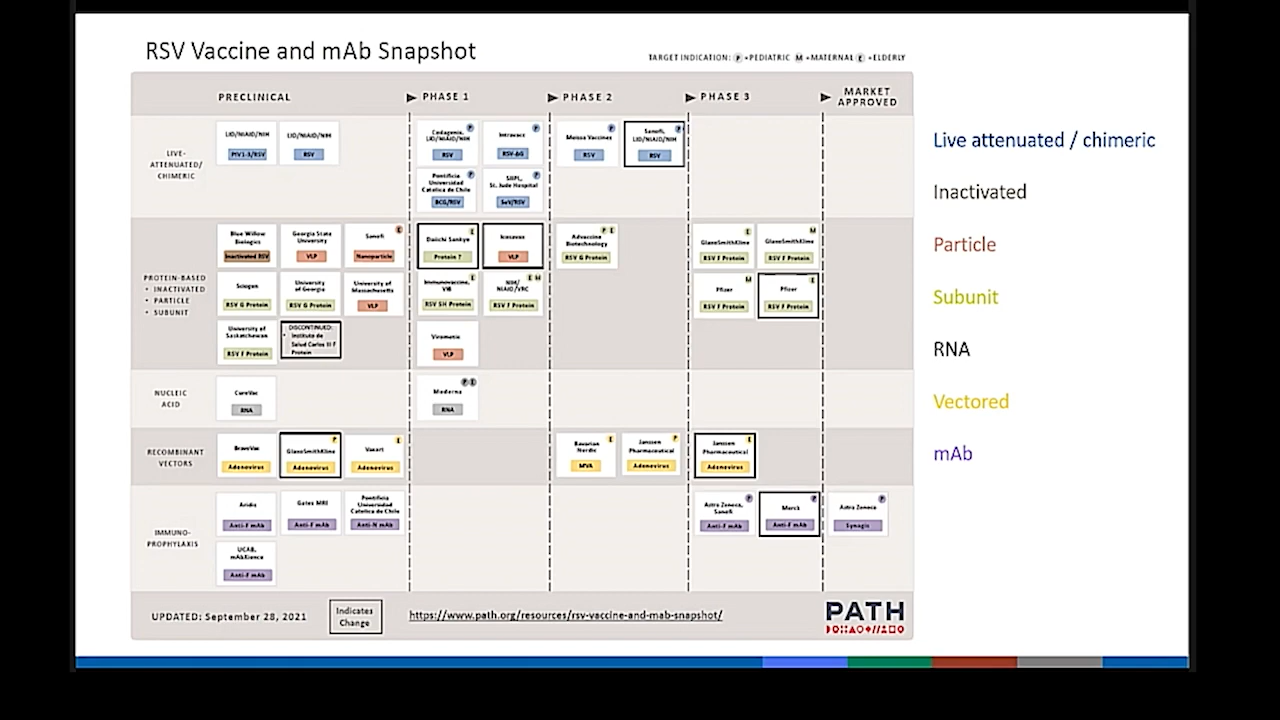 RSV Vaccine and mAb Snapshot
TARGET INDICATION: P =PEDIATRIC M =MATERNAL E =ELDERLY
PRECLINICAL
PHASE 1
PHASE 2
PHASE 3
MARKET
APPROVED
LIVE-
ATTENUATED/
CHIMERIC
LID/NIAID/NIH
PIV1-3/RSV
LID/NIAID/NIH
RSV
Codagenix,
LID/NIAID/NIH
P
RSV
Intravacc
P
RSV-ΔG
Meissa Vaccines
P
RSV
Sanofi,
LID/NIAID/NIH
P
RSV
Pontificia
Universidad
Catolica de Chile
P
BCG/RSV
SIIPL,
St. Jude Hospital
P
SeV/RSV
PROTEIN-BASED
• INACTIVATED
• PARTICLE
• SUBUNIT
Blue Willow
Biologics
Inactivated RSV
Georgia State
University
VLP
Sanofi
E
Nanoparticle
Daiichi Sankyo
E
Protein ?
Icosavax
VLP
Advaccine
Biotechnology
P E
RSV G Protein
GlaxoSmithKline
E
RSV F Protein
GlaxoSmithKline
M
RSV F Protein
Sciogen
RSV G Protein
University
of Georgia
RSV G Protein
University of
Massachusetts
VLP
Immunovaccine,
VIB
E
RSV SH Protein
NIH/
NIAID/VRC
E M
RSV F Protein
Pfizer
M
RSV F Protein
Pfizer
E
RSV F Protein
University of
Saskatchewan
RSV F Protein
DISCONTINUED:
• Instituto de
Salud Carlos III F
Protein
Virometix
VLP
NUCLEIC
ACID
CureVac
RNA
Moderna
P E
RNA
RECOMBINANT
VECTORS
BraveVax
Adenovirus
GlaxoSmithKline
P
Adenovirus
Vaxart
E
Adenovirus
Bavarian
Nordic
E
MVA
Janssen
Pharmaceutical
P
Adenovirus
Janssen
Pharmaceutical
E
Adenovirus
IMMUNO-
PROPHYLAXIS
Aridis
Anti-F mAb
Gates MRI
Anti-F mAb
Pontificia
Universidad
Catolica de Chile
Anti-N mAb
Astra Zeneca,
Sanofi
P
Anti-F mAb
Merck
P
Anti-F mAb
Astra Zeneca
P
Synagis
UCAB,
mAbXience
Anti-F mAb
UPDATED: September 28, 2021
Indicates
Change
https://www.path.org/resources/rsv-vaccine-and-mab-snapshot/
PATH
Live attenuated / chimeric
Inactivated
Particle
Subunit
RNA
Vectored
mAb